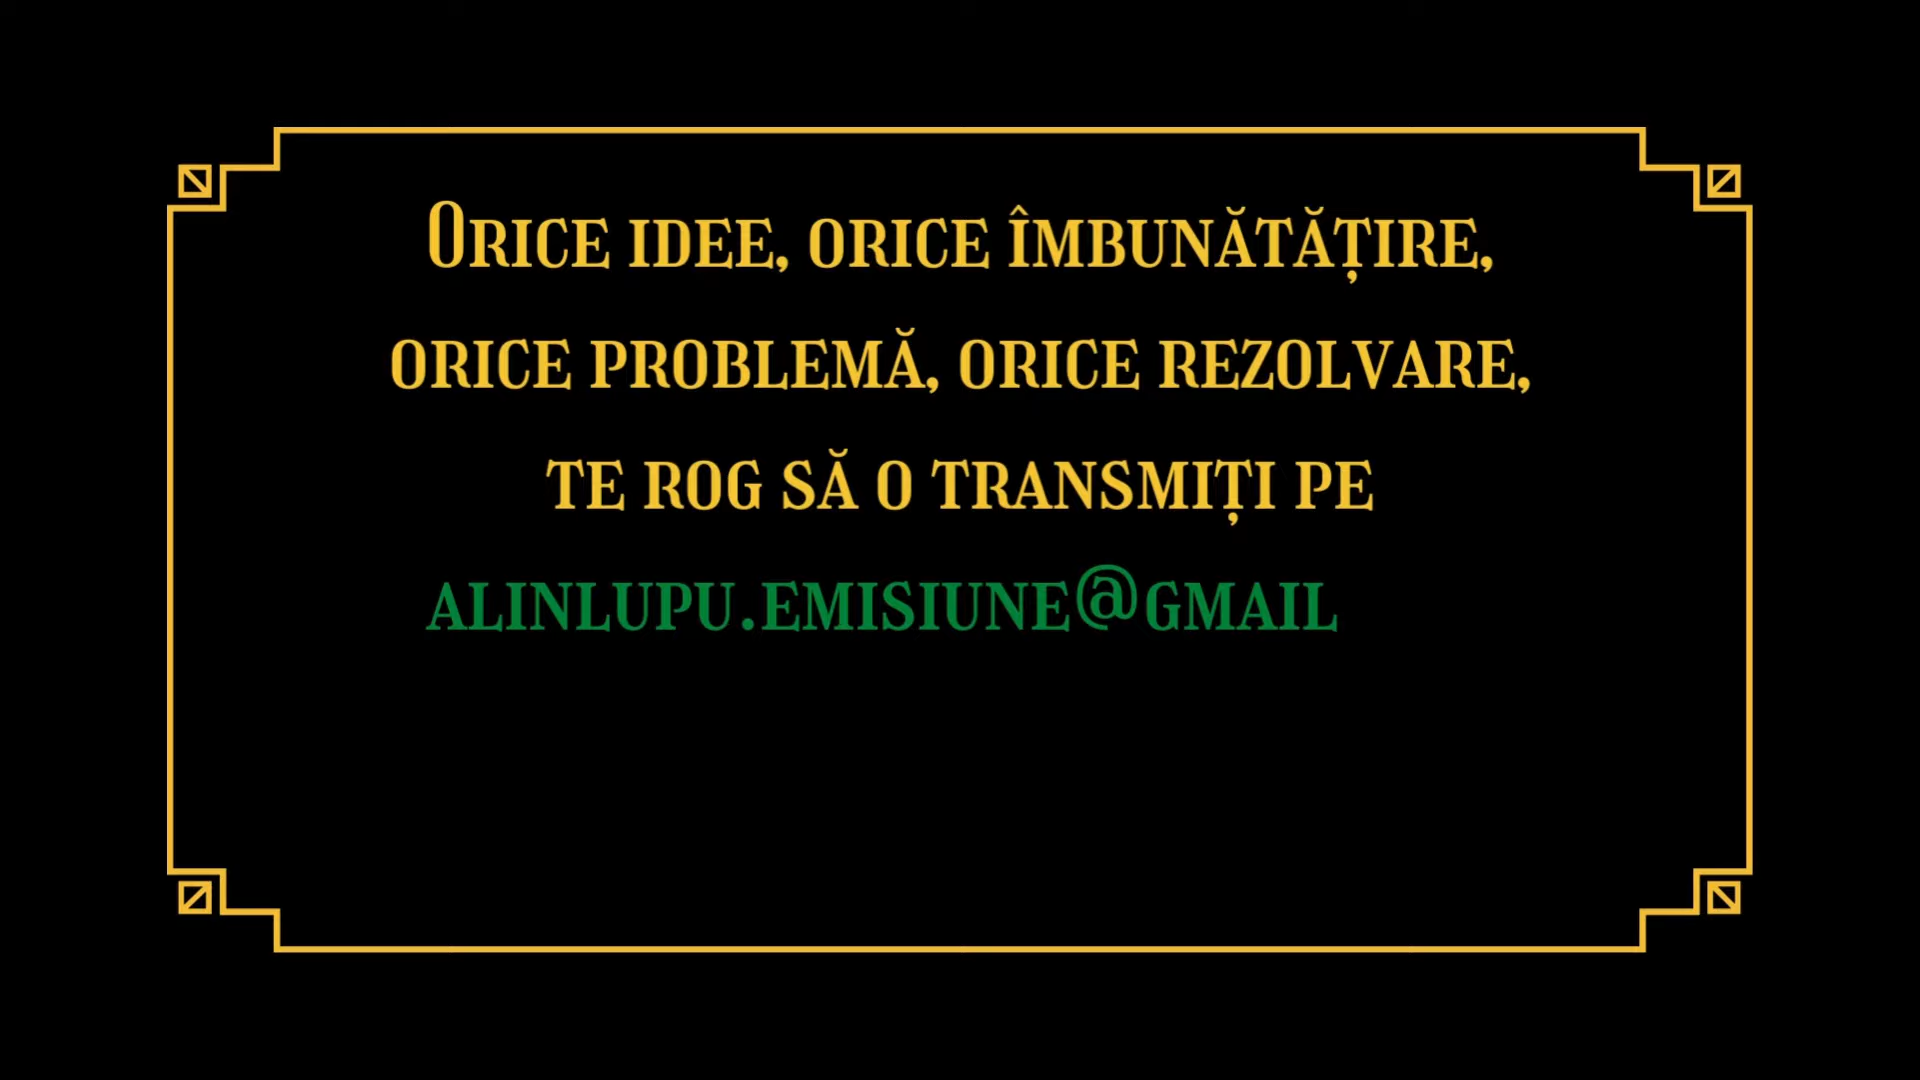 Orice idee, orice îmbunătățire,
orice problemă, orice rezolvare,
te rog să o transmiți pe
alinlupu.emisiune@gmail